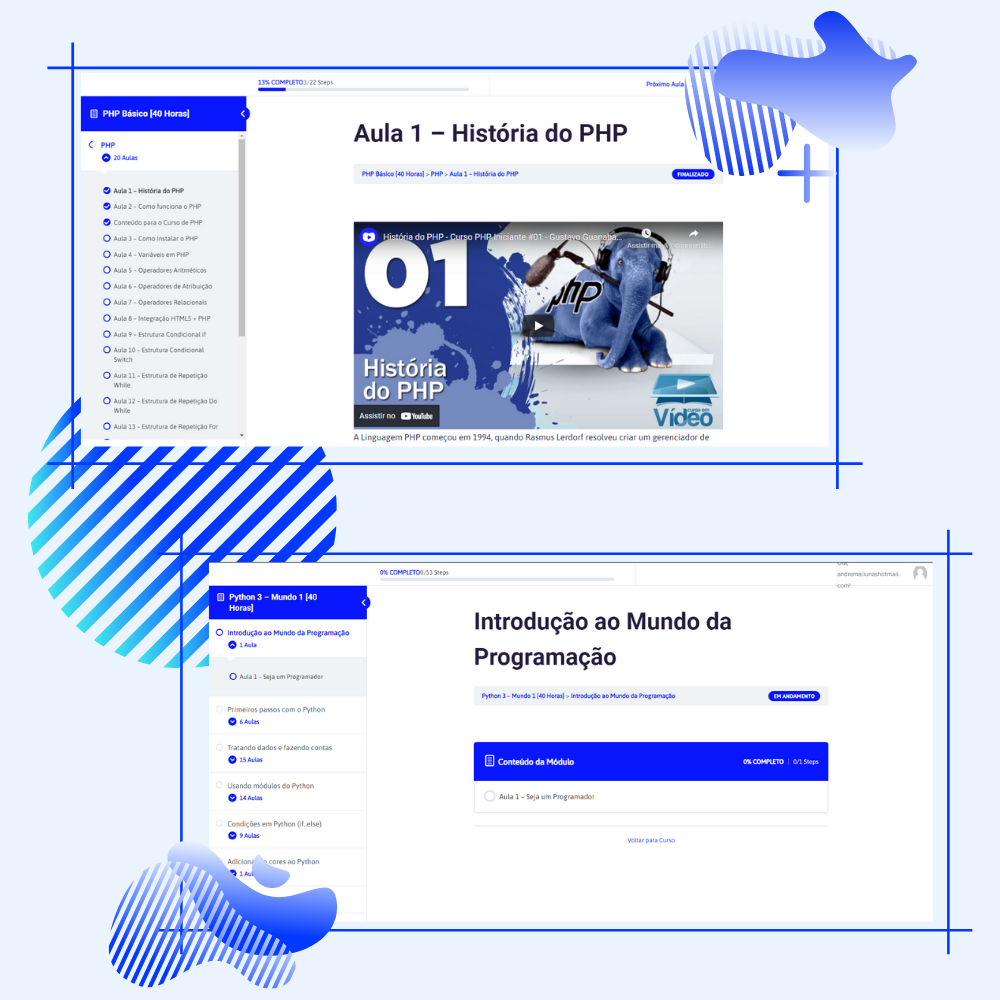 13% COMPLETO 3/22 Steps
Próximo Aula
PHP Básico [40 Horas]
PHP
20 Aulas
Aula 1 – História do PHP
Aula 2 – Como funciona o PHP
Conteúdo para o Curso de PHP
Aula 3 – Como Instalar o PHP
Aula 4 – Variáveis em PHP
Aula 5 – Operadores Aritméticos
Aula 6 – Operadores de Atribuição
Aula 7 – Operadores Relacionais
Aula 8 – Integração HTML5 + PHP
Aula 9 – Estrutura Condicional if
Aula 10 – Estrutura Condicional
Switch
Aula 11 – Estrutura de Repetição
While
Aula 12 – Estrutura de Repetição Do
While
Aula 13 – Estrutura de Repetição For
Aula 1 – História do PHP
PHP Básico [40 Horas] > PHP > Aula 1 – História do PHP
FINALIZADO
História do PHP - Curso PHP Iniciante #01 - Gustavo Guanaba...
Assistir m
01
php
História
do PHP
Assistir no YouTube
curso em
Vídeo
A Linguagem PHP começou em 1994, quando Rasmus Lerdorf resolveu criar um gerenciador de
0% COMPLETO 0/53 Steps
andremaiunashotmail-
com!
Python 3 – Mundo 1 [40
Horas]
Introdução ao Mundo da Programação
1 Aula
Aula 1 – Seja um Programador
Primeiros passos com o Python
6 Aulas
Tratando dados e fazendo contas
15 Aulas
Usando módulos do Python
14 Aulas
Condições em Python (if..else)
9 Aulas
cores ao Python
Introdução ao Mundo da
Programação
Python 3 – Mundo 1 [40 Horas] > Introdução ao Mundo da Programação
EM ANDAMENTO
Conteúdo da Módulo
0% COMPLETO | 0/1 Steps
Aula 1 – Seja um Programador
Voltar para Curso